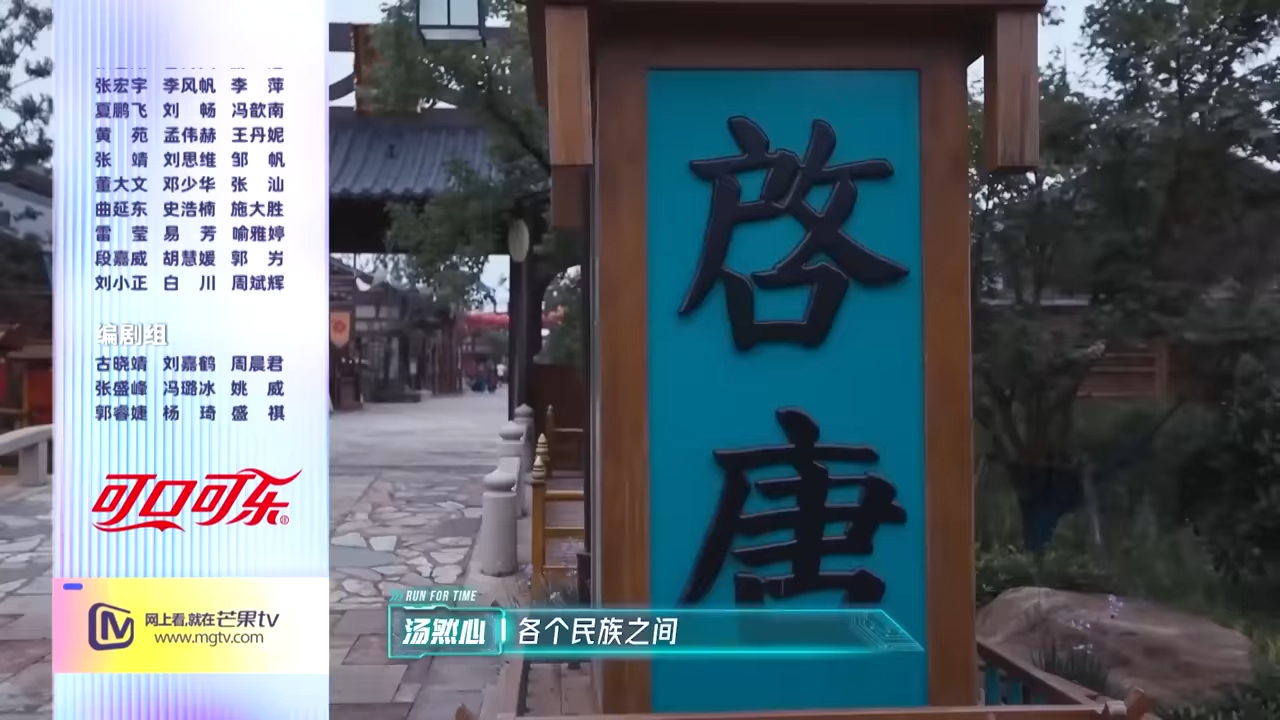 张宏宇 李风帆 李 萍
夏鹏飞 刘 畅 冯歆南
黄 苑 孟伟赫 王丹妮
张 靖 刘思维 邹 帆
董大文 邓少华 张 汕
曲延东 史浩楠 施大胜
雷 莹 易 芳 喻雅婷
段嘉威 胡慧媛 郭 岃
刘小正 白 川 周斌辉
编剧组
古晓靖 刘嘉鹤 周晨君
张盛峰 冯璐冰 姚 威
郭睿婕 杨 琦 盛 祺
可口可乐
网上看,就在芒果tv
www.mgtv.com
启
唐
RUN FOR TIME
汤煞心 各个民族之间